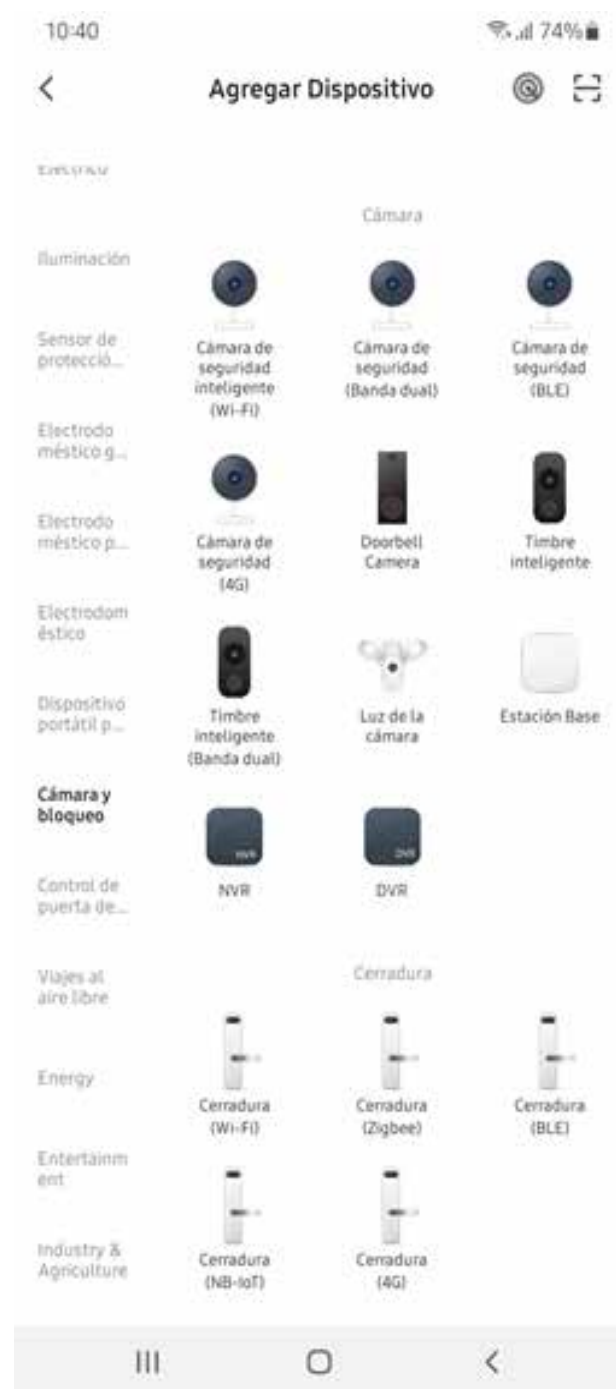 10:40
74%
Agregar Dispositivo
Eléctrico
Cámara
Iluminación
Cámara de
seguridad
inteligente
(Wi-Fi)
Cámara de
seguridad
(Banda dual)
Cámara de
seguridad
(BLE)
Sensor de
protecció...
Electrodo
méstico g...
Cámara de
seguridad
(4G)
Doorbell
Camera
Timbre
inteligente
Electrodo
méstico p...
Electrodom
éstico
Timbre
inteligente
(Banda dual)
Luz de la
cámara
Estación Base
Dispositivo
portátil p...
Cámara y
bloqueo
NVR
DVR
NVR
DVR
Control de
puerta de...
Cerradura
Viajes al
aire libre
Cerradura
(Wi-Fi)
Cerradura
(Zigbee)
Cerradura
(BLE)
Energy
Entertainm
ent
Cerradura
(NB-IoT)
Cerradura
(4G)
Industry &
Agriculture